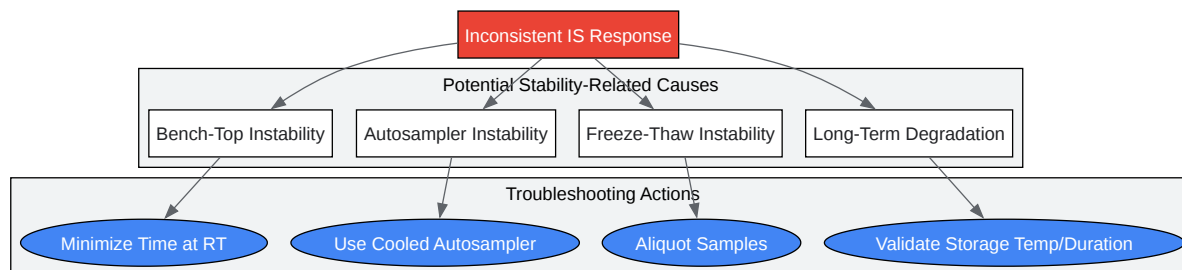 Inconsistent IS Response
Potential Stability-Related Causes
Bench-Top Instability
Autosampler Instability
Freeze-Thaw Instability
Long-Term Degradation
Troubleshooting Actions
Minimize Time at RT
Use Cooled Autosampler
Aliquot Samples
Validate Storage Temp/Duration